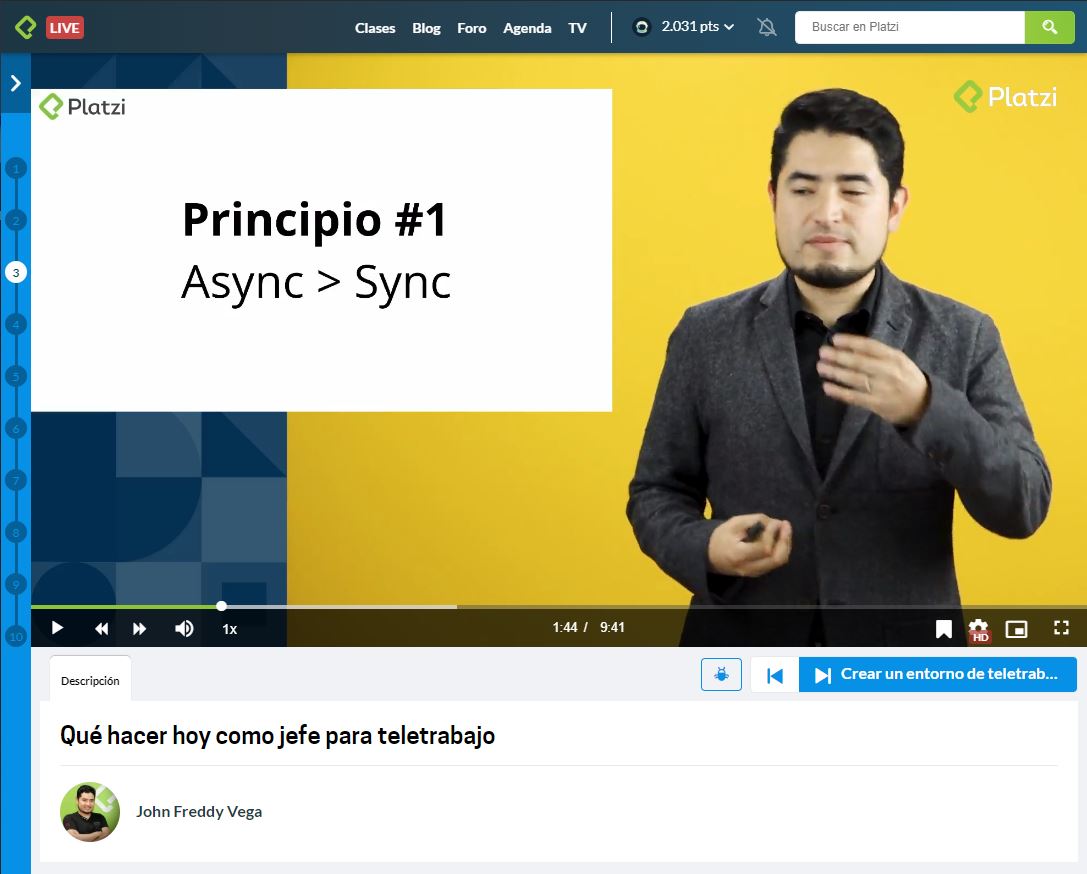 LIVE
Clases Blog Foro Agenda TV
2.031 pts
Buscar en Platzi
Platzi
Platzi
Principio #1
Async > Sync
1
2
3
4
5
6
7
8
9
10
1x
1:44 / 9:41
HD
Descripción
Crear un entorno de teletrab...
Qué hacer hoy como jefe para teletrabajo
John Freddy Vega